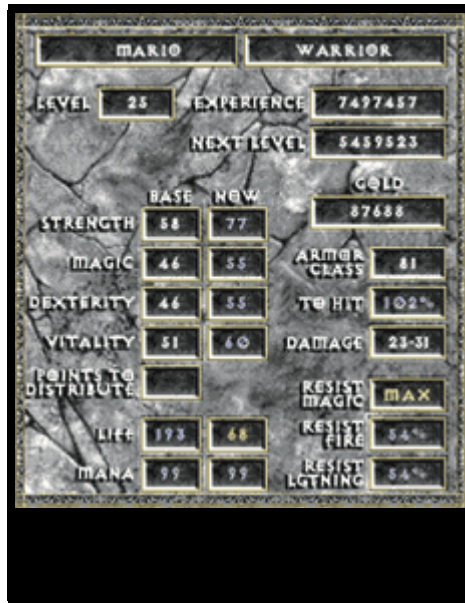 MARIO WARRIOR
LEVEL 25 EXPERIENCE 7497457
NEXT LEVEL 5459523
BASE NOW GOLD
87688
STRENGTH 58 77
MAGIC 46 55 ARMOR CLASS 81
DEXTERITY 46 55 TO HIT 102%
VITALITY 51 60 DAMAGE 23-31
POINTS TO DISTRIBUTE
RESIST MAGIC MAX
LIFE 193 68 RESIST FIRE 54%
MANA 99 99 RESIST LGTNING 54%